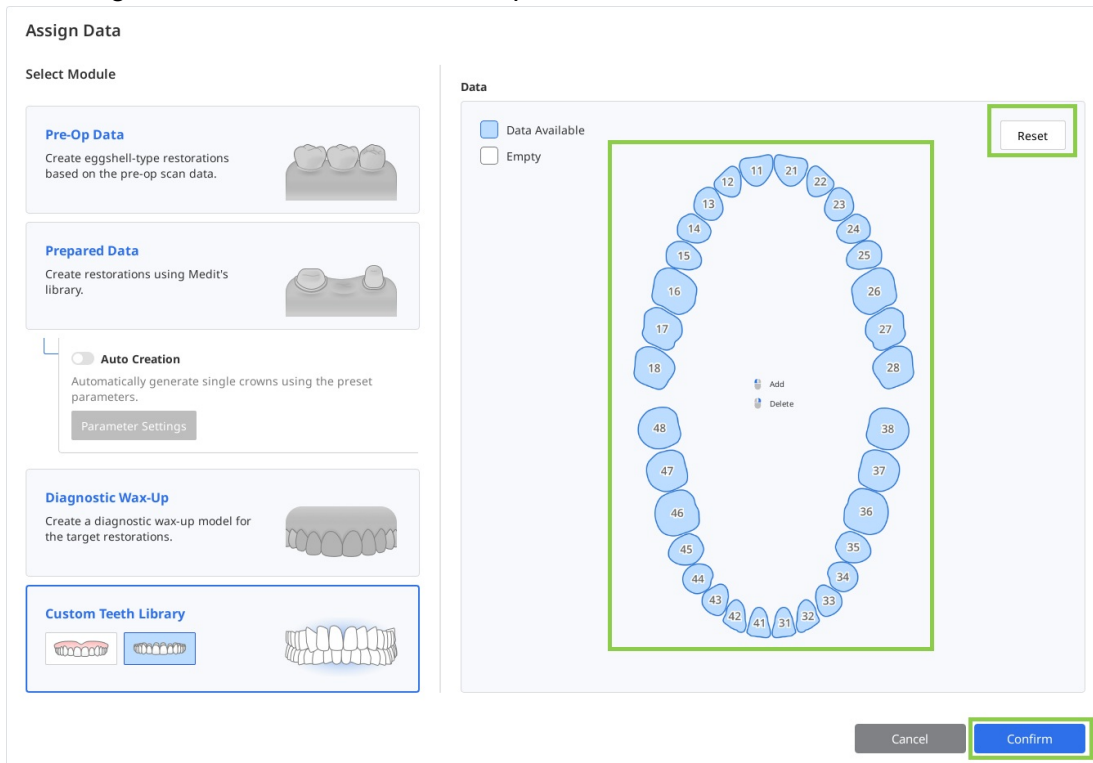 Assign Data
Select Module
Pre-Op Data
Create eggshell-type restorations
based on the pre-op scan data.
Prepared Data
Create restorations using Medit's
library.
Auto Creation
Automatically generate single crowns using the preset
parameters.
Parameter Settings
Diagnostic Wax-Up
Create a diagnostic wax-up model for
the target restorations.
Custom Teeth Library
Data
Data Available
Empty
Reset
11 21
12 22
13 23
14 24
15 25
16 26
17 27
18 28
Add
Delete
48 38
47 37
46 36
45 35
44 34
43 33
42 32
41 31
Cancel
Confirm